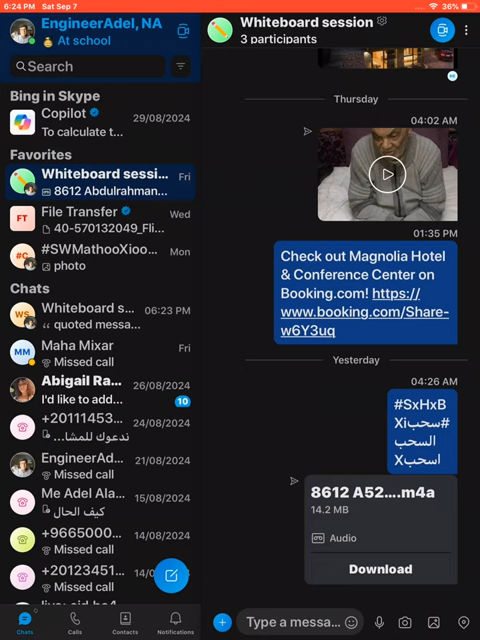 6:24 PM Sat Sep 7
36%
EngineerAdel, NA
At school
Search
Bing in Skype
Copilot
29/08/2024
To calculate t...
Favorites
Whiteboard sessi...
Fri
8612 Abdulrahman...
FT
File Transfer
Wed
40-570132049_Fli...
#C
#SWMathooXioo...
Mon
photo
Chats
WS
Whiteboard s...
06:23 PM
quoted messa...
MM
Maha Mixar
Fri
Missed call
Abigail Ra...
26/08/2024
I'd like to add...
10
+20111453...
24/08/2024
ندعوك للمشا...
EngineerAd...
21/08/2024
Missed call
Me Adel Ala...
15/08/2024
كيف الحال
+9665000...
14/08/2024
Missed call
+20123451...
Missed call
Chats
Calls
Contacts
Notifications
Whiteboard session
3 participants
Thursday
04:02 AM
01:35 PM
Check out Magnolia Hotel
& Conference Center on
Booking.com! https://
www.booking.com/Share-
w6Y3uq
Yesterday
04:26 AM
#SxHxB
#سحبXi
السحب
اسحبX
8612 A52....m4a
14.2 MB
Audio
Download
Type a messa...